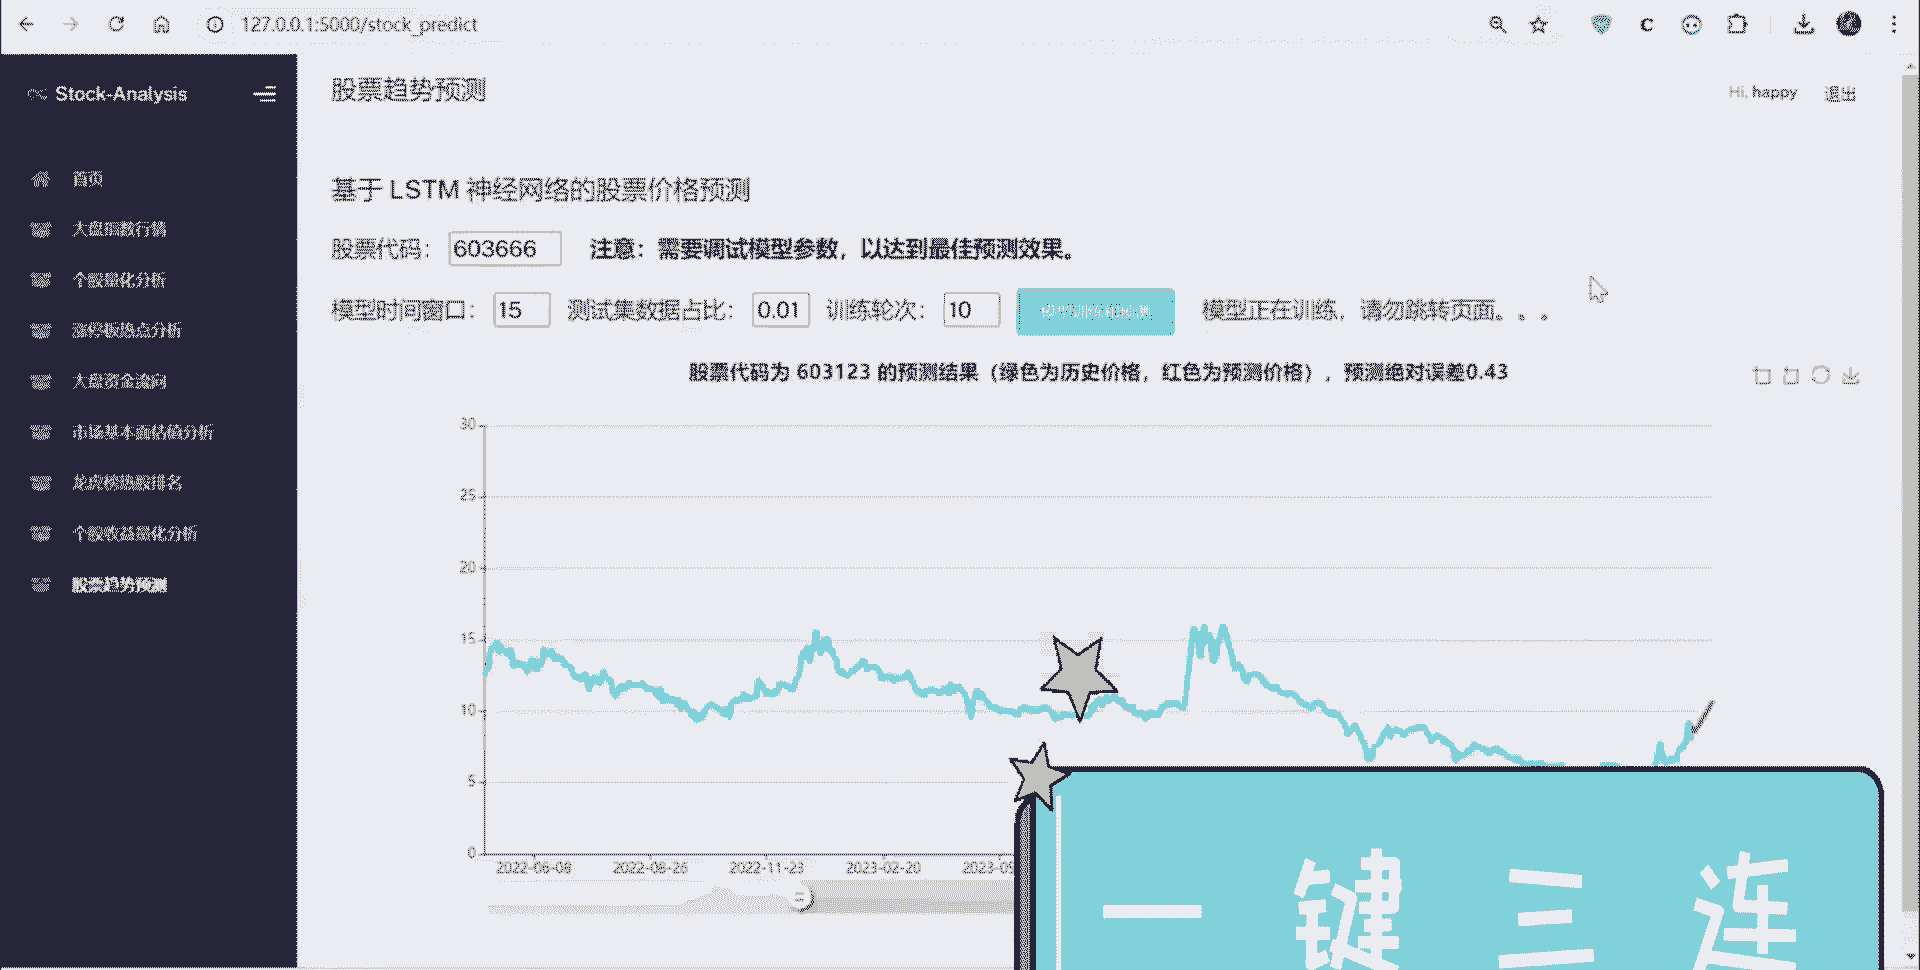 127.0.0.1:5000/stock_predict
Stock-Analysis
股票趋势预测
Hi, happy 退出
首页
大盘指数行情
个股量化分析
涨停板热点分析
大盘资金流向
市场基本面估值分析
龙虎榜热股排名
个股收益量化分析
股票趋势预测
基于 LSTM 神经网络的股票价格预测
股票代码： 603666 注意：需要调试模型参数，以达到最佳预测效果。
模型时间窗口： 15 测试集数据占比： 0.01 训练轮次： 10 模型正在训练，请勿跳转页面。。。
股票代码为 603123 的预测结果（绿色为历史价格，红色为预测价格），预测绝对误差0.43
30
25
20
15
10
5
0
2022-06-08 2022-08-26 2022-11-23 2023-02-20 2023-05
一键三连